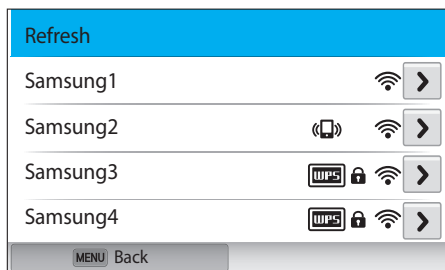 Refresh
Samsung1
Samsung2
Samsung3 WPS
Samsung4 WPS
MENU Back